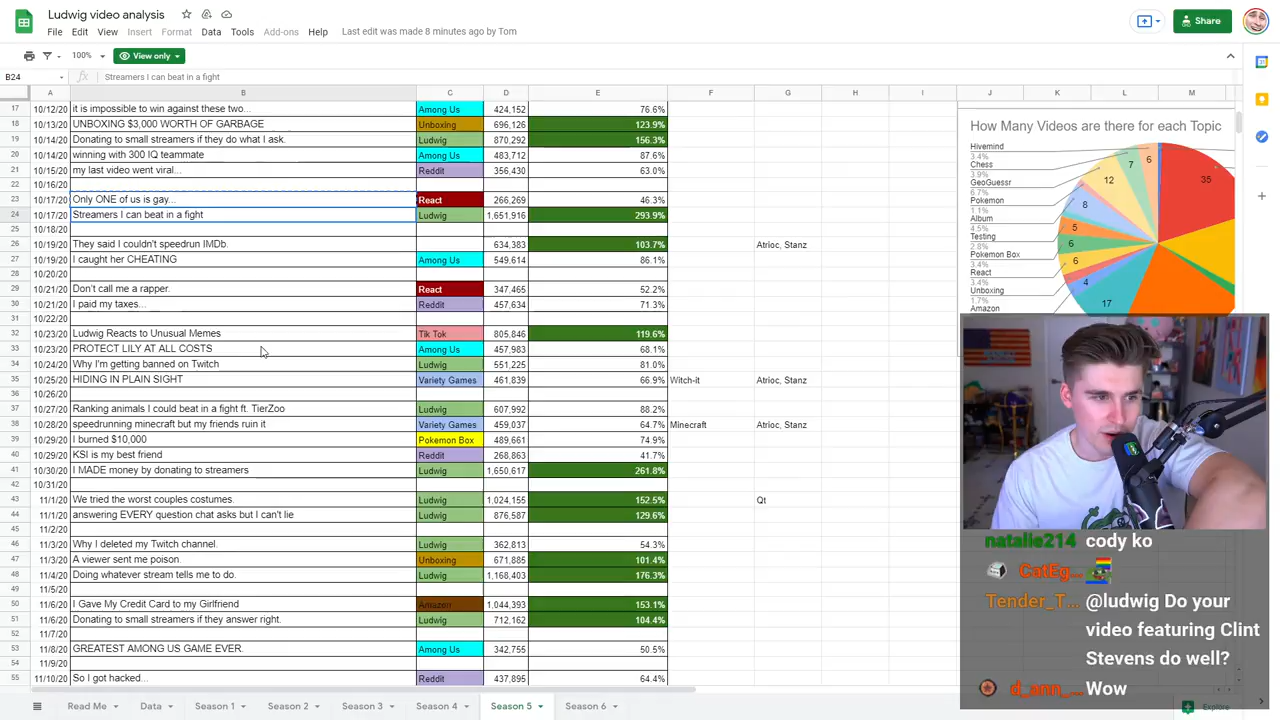 Ludwig video analysis
File Edit View Insert Format Data Tools Add-ons Help Last edit was made 8 minutes ago by Tom
Share
100% View only
B24 fx Streamers I can beat in a fight
A B C D E F G H I J K L M
17 10/12/20 it is impossible to win against these two... Among Us 424,152 76.6%
18 10/13/20 UNBOXING $3,000 WORTH OF GARBAGE Unboxing 696,126 123.9%
19 10/14/20 Donating to small streamers if they do what I ask. Ludwig 870,292 156.3%
20 10/14/20 winning with 300 IQ teammate Among Us 483,712 87.6%
21 10/15/20 my last video went viral... Reddit 356,430 63.0%
22 10/16/20
23 10/17/20 Only ONE of us is gay... React 266,269 46.3%
24 10/17/20 Streamers I can beat in a fight Ludwig 1,651,916 293.9%
25 10/18/20
26 10/19/20 They said I couldn't speedrun IMDb. 634,383 103.7% Atrioc, Stanz
27 10/19/20 I caught her CHEATING Among Us 549,614 86.1%
28 10/20/20
29 10/21/20 Don't call me a rapper. React 347,465 52.2%
30 10/21/20 I paid my taxes... Reddit 457,634 71.3%
31 10/22/20
32 10/23/20 Ludwig Reacts to Unusual Memes Tik Tok 805,846 119.6%
33 10/23/20 PROTECT LILY AT ALL COSTS Among Us 457,983 68.1%
34 10/24/20 Why I'm getting banned on Twitch Ludwig 551,225 81.0%
35 10/25/20 HIDING IN PLAIN SIGHT Variety Games 461,839 66.9% Witch-it Atrioc, Stanz
36 10/26/20
37 10/27/20 Ranking animals I could beat in a fight ft. TierZoo Ludwig 607,992 88.2%
38 10/28/20 speedrunning minecraft but my friends ruin it Variety Games 459,037 64.7% Minecraft Atrioc, Stanz
39 10/29/20 I burned $10,000 Pokemon Box 489,661 74.9%
40 10/29/20 KSI is my best friend Reddit 268,863 41.7%
41 10/30/20 I MADE money by donating to streamers Ludwig 1,650,617 261.8%
42 10/31/20
43 11/1/20 We tried the worst couples costumes. Ludwig 1,024,155 152.5% Qt
44 11/1/20 answering EVERY question chat asks but I can't lie Ludwig 876,587 129.6%
45 11/2/20
46 11/3/20 Why I deleted my Twitch channel. Ludwig 362,813 54.3%
47 11/3/20 A viewer sent me poison. Unboxing 671,885 101.4%
48 11/4/20 Doing whatever stream tells me to do. Ludwig 1,168,403 176.3%
49 11/5/20
50 11/6/20 I Gave My Credit Card to my Girlfriend Amazon 1,044,393 153.1%
51 11/6/20 Donating to small streamers if they answer right. Ludwig 712,162 104.4%
52 11/7/20
53 11/8/20 GREATEST AMONG US GAME EVER. Among Us 342,755 50.5%
54 11/9/20
55 11/10/20 So I got hacked... Reddit 437,895 64.4%
How Many Videos are there for each Topic
Hivemind
3.4%
Chess
3.9%
GeoGuessr
6.7%
Pokemon
1.1%
Album
4.5%
Testing
2.8%
Pokemon Box
3.4%
React
3.4%
Unboxing
1.7%
Amazon
6
7
12
8
5
6
6
4
17
35
natalie214 cody ko
CatEg...
Tender_T... @ludwig Do your
video featuring Clint
Stevens do well?
d_ann_... Wow
Read Me Data Season 1 Season 2 Season 3 Season 4 Season 5 Season 6
Explore